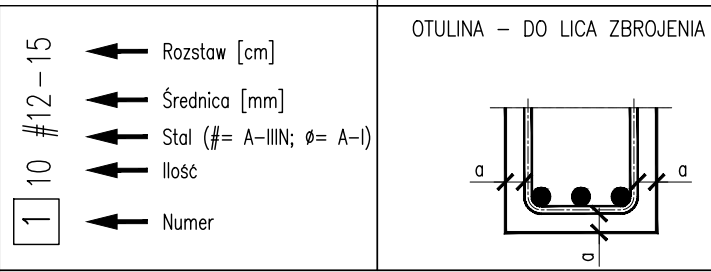 1 10 #12-15
Rozstaw [cm]
Średnica [mm]
Stal (#= A-IIIN; ø= A-I)
Ilość
Numer
OTULINA - DO LICA ZBROJENIA
a
a
a